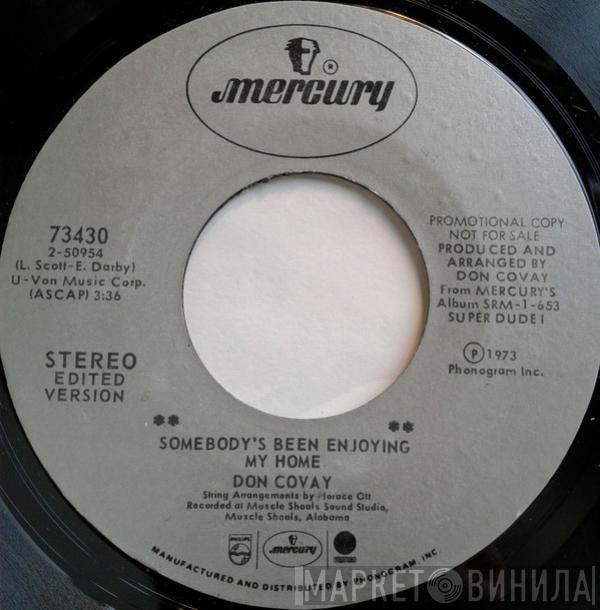 mercury
73430
2-50954
(L. Scott-E. Darby)
U-Von Music Corp.
(ASCAP) 3:36
STEREO
EDITED
VERSION
PROMOTIONAL COPY
NOT FOR SALE
PRODUCED AND
ARRANGED BY
DON COVAY
From MERCURY'S
Album SRM-1-653
SUPER DUDE I
Ⓟ 1973
Phonogram Inc.
** **
SOMEBODY'S BEEN ENJOYING
MY HOME
DON COVAY
String Arrangements by Horace Ott
Recorded at Muscle Shoals Sound Studio,
Muscle Shoals, Alabama
PHILIPS mercury
MANUFACTURED AND DISTRIBUTED BY PHONOGRAM, INC
МАРКЕТ ВИНИЛА